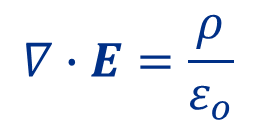 ∇ · E = ρ/ε₀